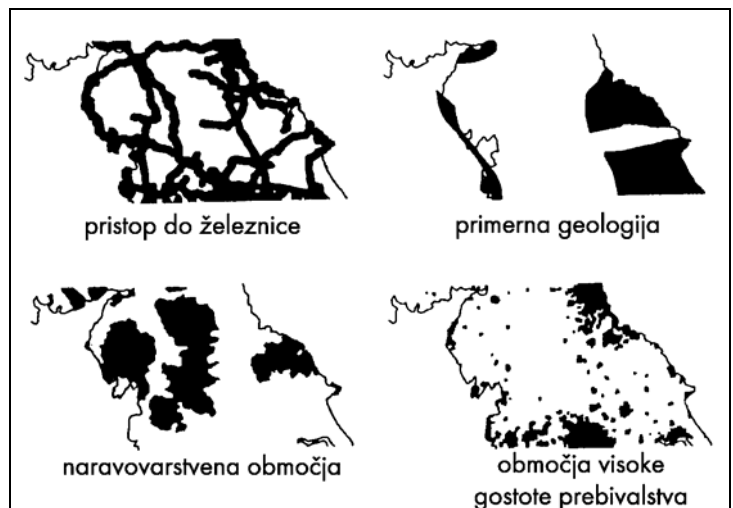 pristop do železnice
primerna geologija
naravovarstvena območja
območja visoke
gostote prebivalstva